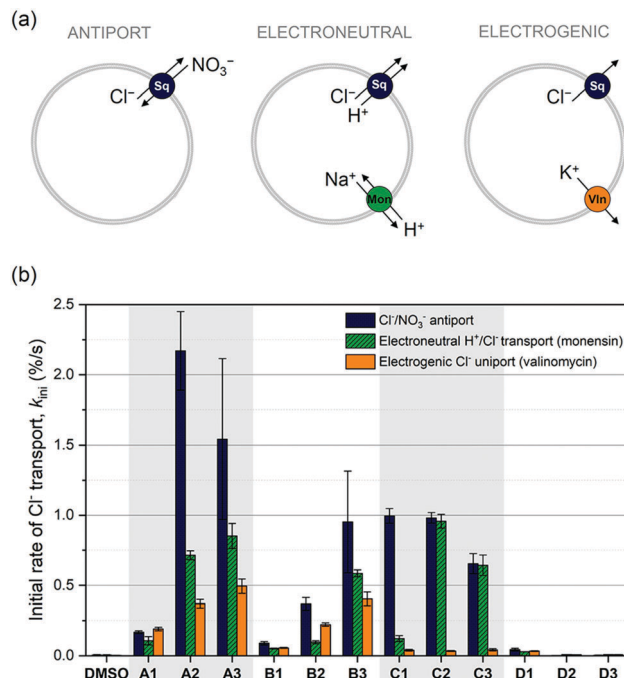 (a)
ANTIPORT ELECTRONEUTRAL ELECTROGENIC
Sq NO₃⁻ Sq Sq
Cl⁻ Cl⁻ Cl⁻
H⁺
Na⁺ K⁺
Mon Vln
H⁺
(b)
Initial rate of Cl⁻ transport, kini (%/s)
2.5
2.0
1.5
1.0
0.5
0.0
Cl⁻/NO₃⁻ antiport
Electroneutral H⁺/Cl⁻ transport (monensin)
Electrogenic Cl⁻ uniport (valinomycin)
DMSO A1 A2 A3 B1 B2 B3 C1 C2 C3 D1 D2 D3